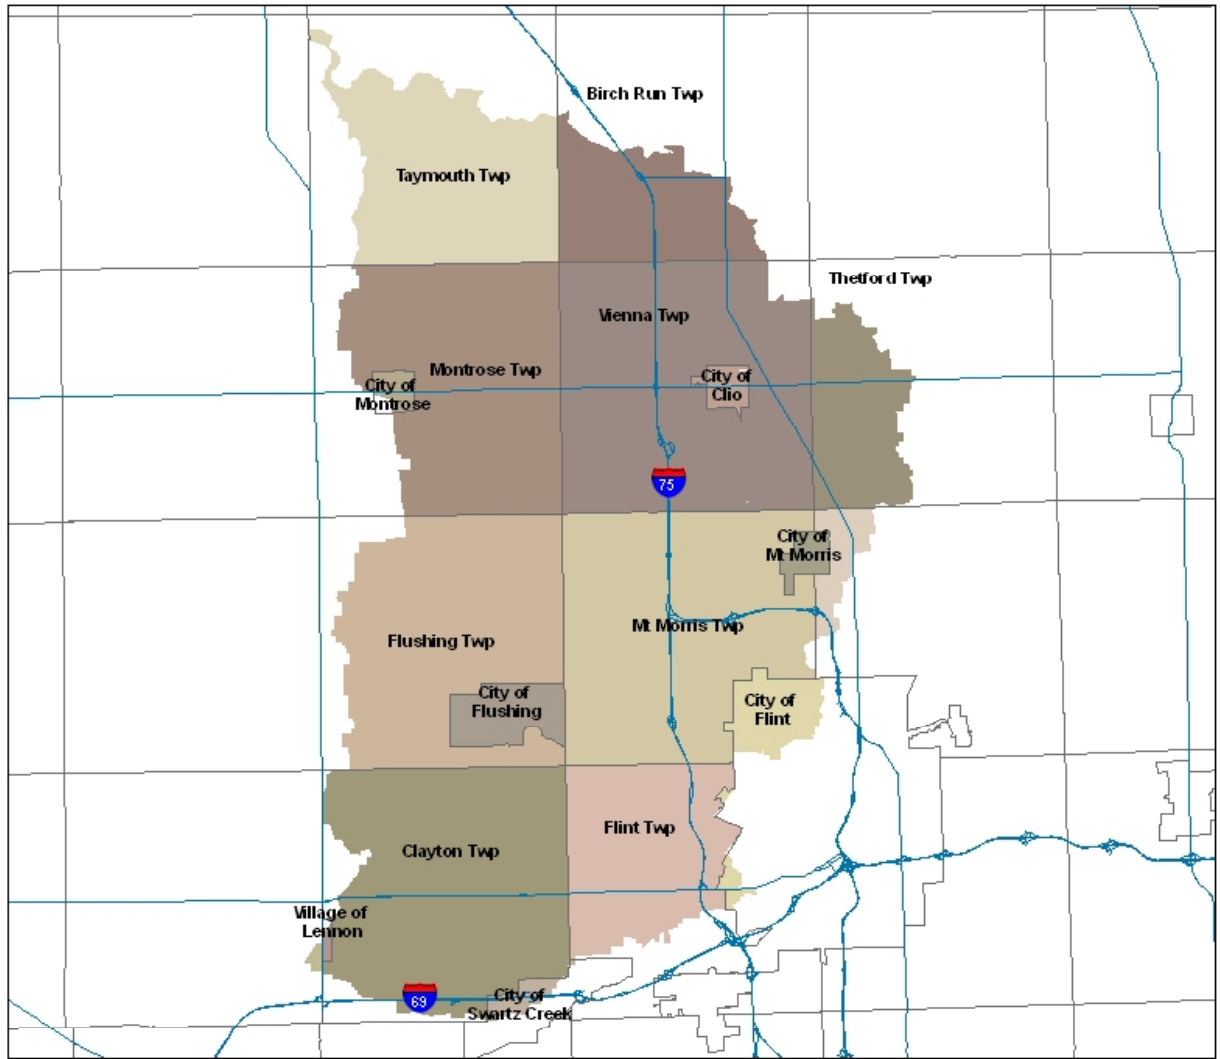 Birch Run Twp
Taymouth Twp
Thetford Twp
Vienna Twp
Montrose Twp
City of
Montrose
City of
Clio
75
City of
Mt Morris
Mt Morris Twp
Flushing Twp
City of
Flushing
City of
Flint
Flint Twp
Clayton Twp
Village of
Lennon
69
City of
Swartz Creek